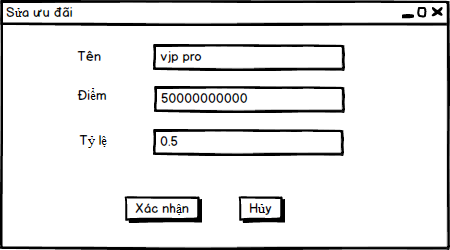 Sửa ưu đãi
Tên vjp pro
Điểm 50000000000
Tỷ lệ 0.5
Xác nhận Hủy